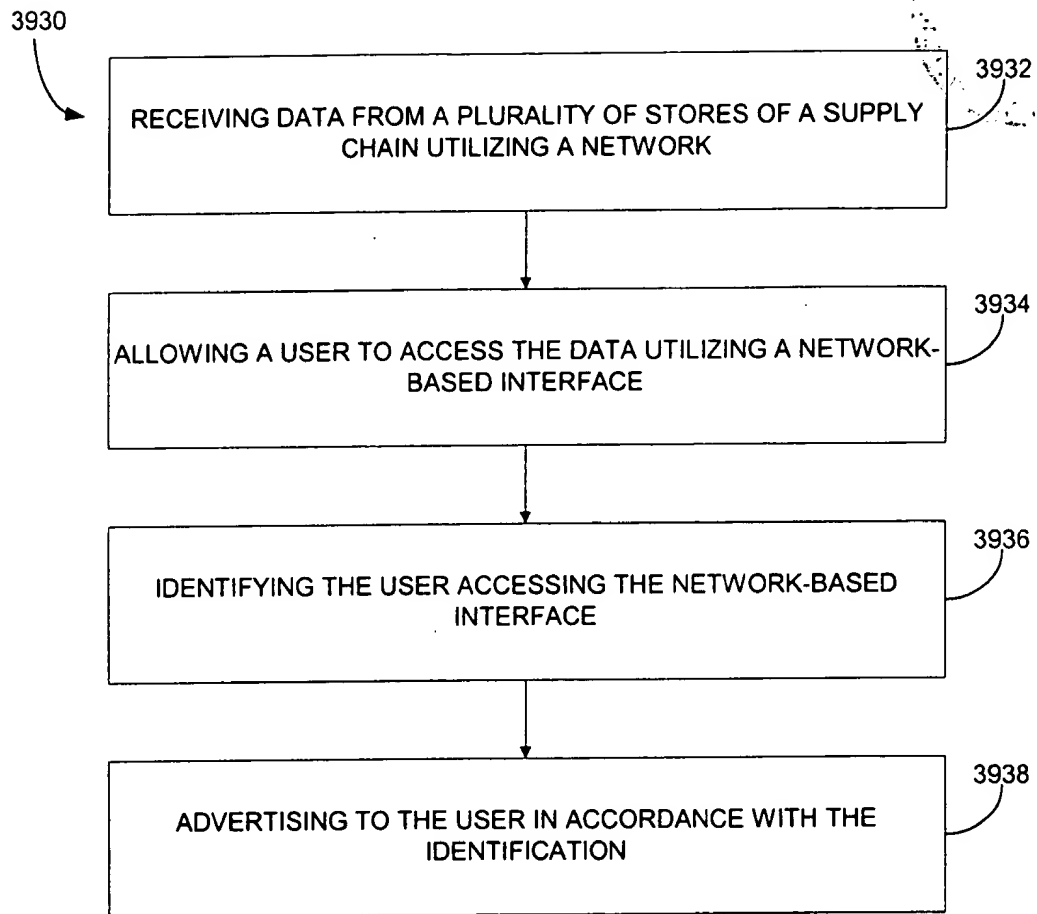 3930
3932
RECEIVING DATA FROM A PLURALITY OF STORES OF A SUPPLY
CHAIN UTILIZING A NETWORK
3934
ALLOWING A USER TO ACCESS THE DATA UTILIZING A NETWORK-
BASED INTERFACE
3936
IDENTIFYING THE USER ACCESSING THE NETWORK-BASED
INTERFACE
3938
ADVERTISING TO THE USER IN ACCORDANCE WITH THE
IDENTIFICATION